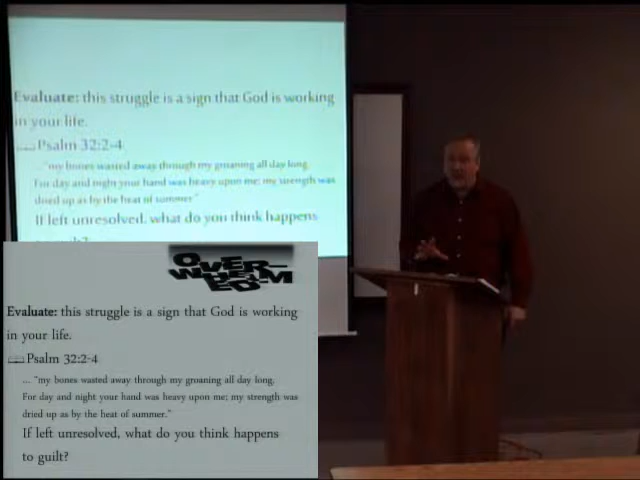 Evaluate: this struggle is a sign that God is working
in your life.
Psalm 32:2-4
..."my bones wasted away through my groaning all day long.
For day and night your hand was heavy upon me; my strength was
dried up as by the heat of summer."
If left unresolved, what do you think happens
to guilt?
OVER-
WHELM
ED
Evaluate: this struggle is a sign that God is working
in your life.
Psalm 32:2-4
... "my bones wasted away through my groaning all day long.
For day and night your hand was heavy upon me; my strength was
dried up as by the heat of summer."
If left unresolved, what do you think happens
to guilt?